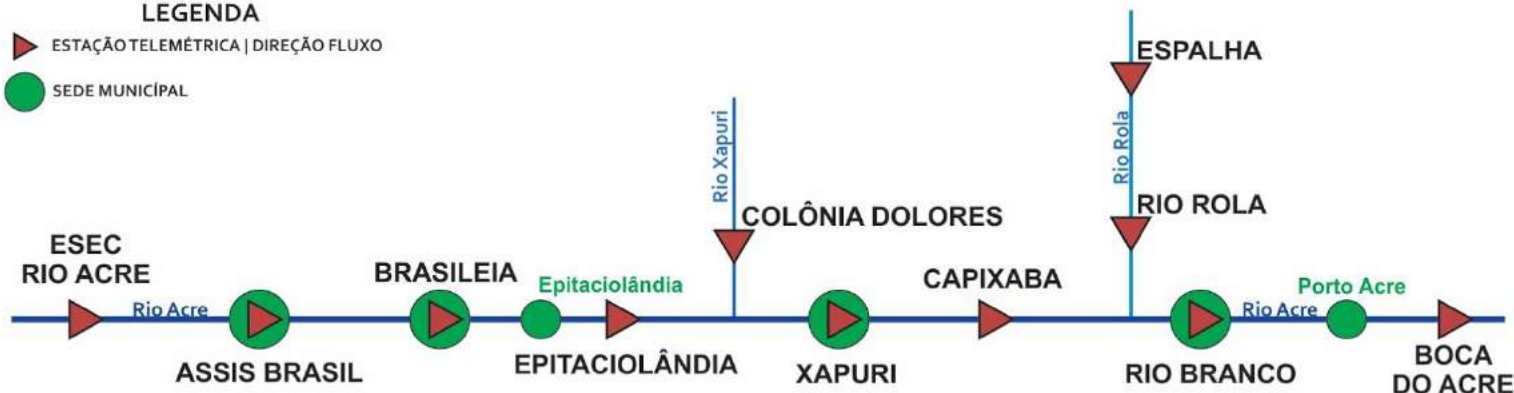 LEGENDA
ESTAÇÃO TELEMÉTRICA | DIREÇÃO FLUXO
SEDE MUNICÍPAL
ESPALHA
Rio Xapuri
Rio Rola
COLÔNIA DOLORES
RIO ROLA
ESEC
RIO ACRE
BRASILEIA
Epitaciolândia
CAPIXABA
Porto Acre
Rio Acre
Rio Acre
ASSIS BRASIL
EPITACIOLÂNDIA
XAPURI
RIO BRANCO
BOCA
DO ACRE